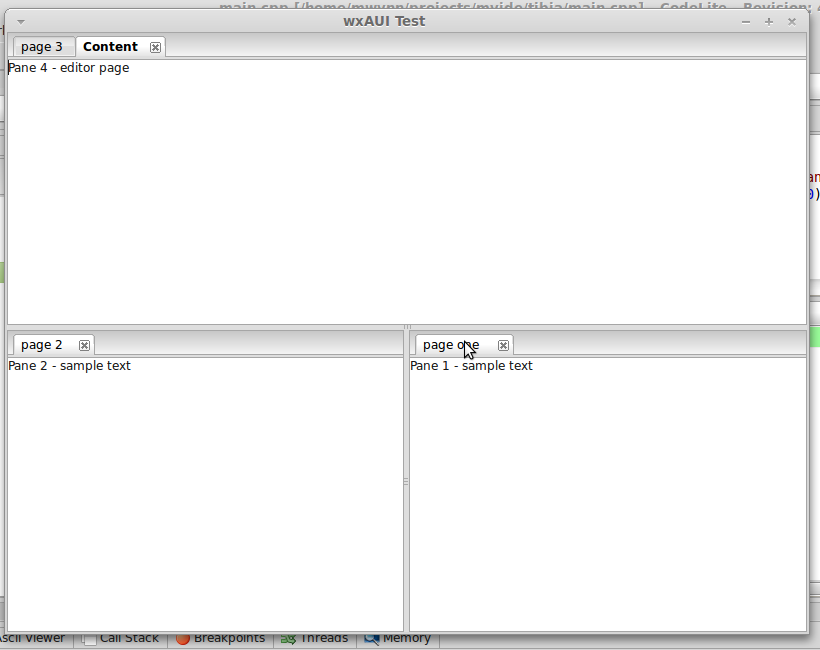 main.cpp [/home/mwynn/projects/myide/tibia/main.cpp] - CodeLite - Revision:
wxAUI Test
page 3 Content
Pane 4 - editor page
page 2 page one
Pane 2 - sample text Pane 1 - sample text
Ascii Viewer Call Stack Breakpoints Threads Memory